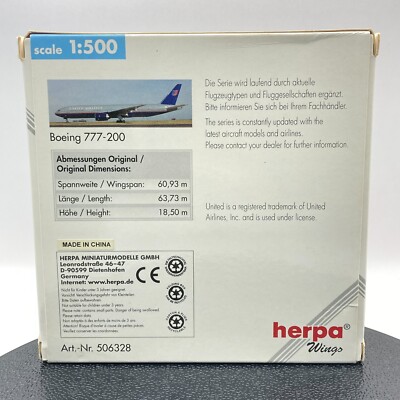 scale 1:500
Boeing 777-200
Abmessungen Original /
Original Dimensions:
Spannweite / Wingspan: 60,93 m
Länge / Length: 63,73 m
Höhe / Height: 18,50 m
Die Serie wird laufend durch aktuelle
Flugzeugtypen und Fluggesellschaften ergänzt.
Bitte informieren Sie sich bei Ihrem Fachhändler.
The series is constantly updated with the
latest aircraft models and airlines.
Please contact your dealer for further information.
United is a registered trademark of United
Airlines, Inc. and is used under license.
MADE IN CHINA
HERPA MINIATURMODELLE GMBH
Leonrodstraße 46-47
D-90599 Dietenhofen
Germany
Internet: www.herpa.de
CE
Art.-Nr. 506328
herpa®
Wings